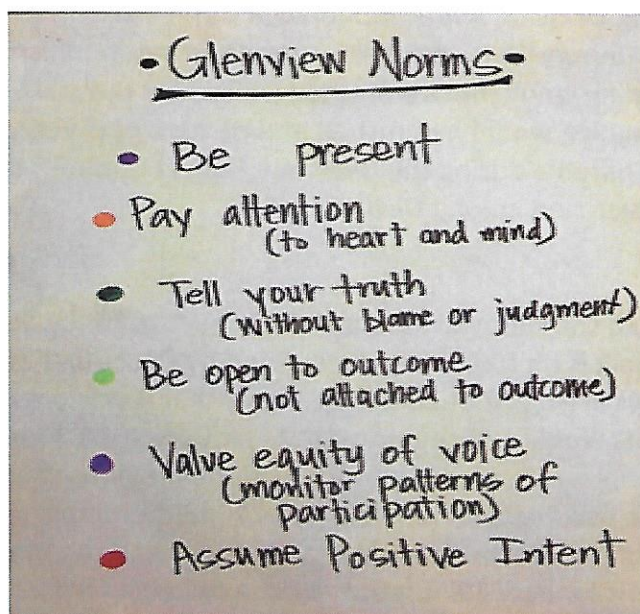 • Glenview Norms •
• Be present
• Pay attention
(to heart and mind)
• Tell your truth
(without blame or judgment)
• Be open to outcome
(not attached to outcome)
• Value equity of voice
(monitor patterns of
participation)
• Assume Positive Intent